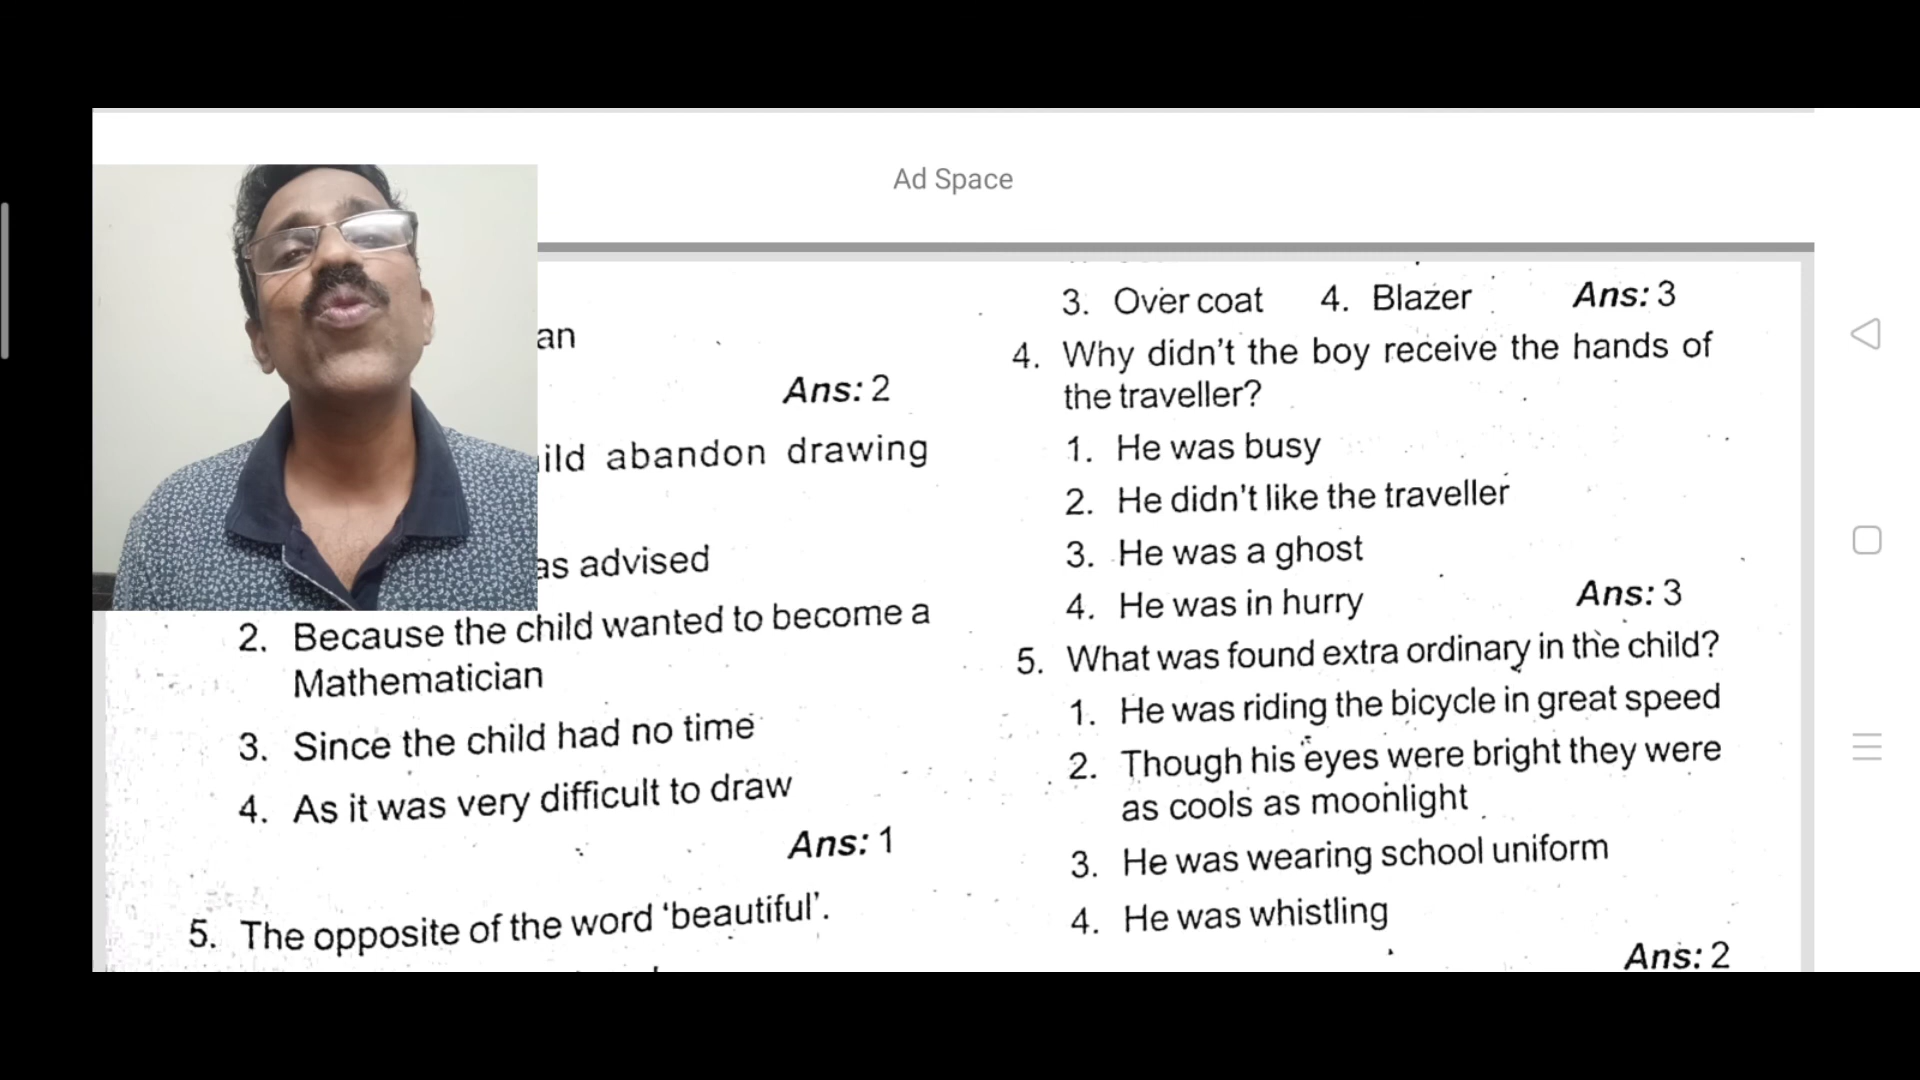 Ad Space
an
Ans: 2
ild abandon drawing
as advised
2. Because the child wanted to become a
Mathematician
3. Since the child had no time
4. As it was very difficult to draw
Ans: 1
5. The opposite of the word ‘beautiful’.
3. Over coat 4. Blazer Ans: 3
4. Why didn't the boy receive the hands of
the traveller?
1. He was busy
2. He didn't like the traveller
3. He was a ghost
4. He was in hurry Ans: 3
5. What was found extra ordinary in the child?
1. He was riding the bicycle in great speed
2. Though his eyes were bright they were
as cools as moonlight
3. He was wearing school uniform
4. He was whistling
Ans: 2